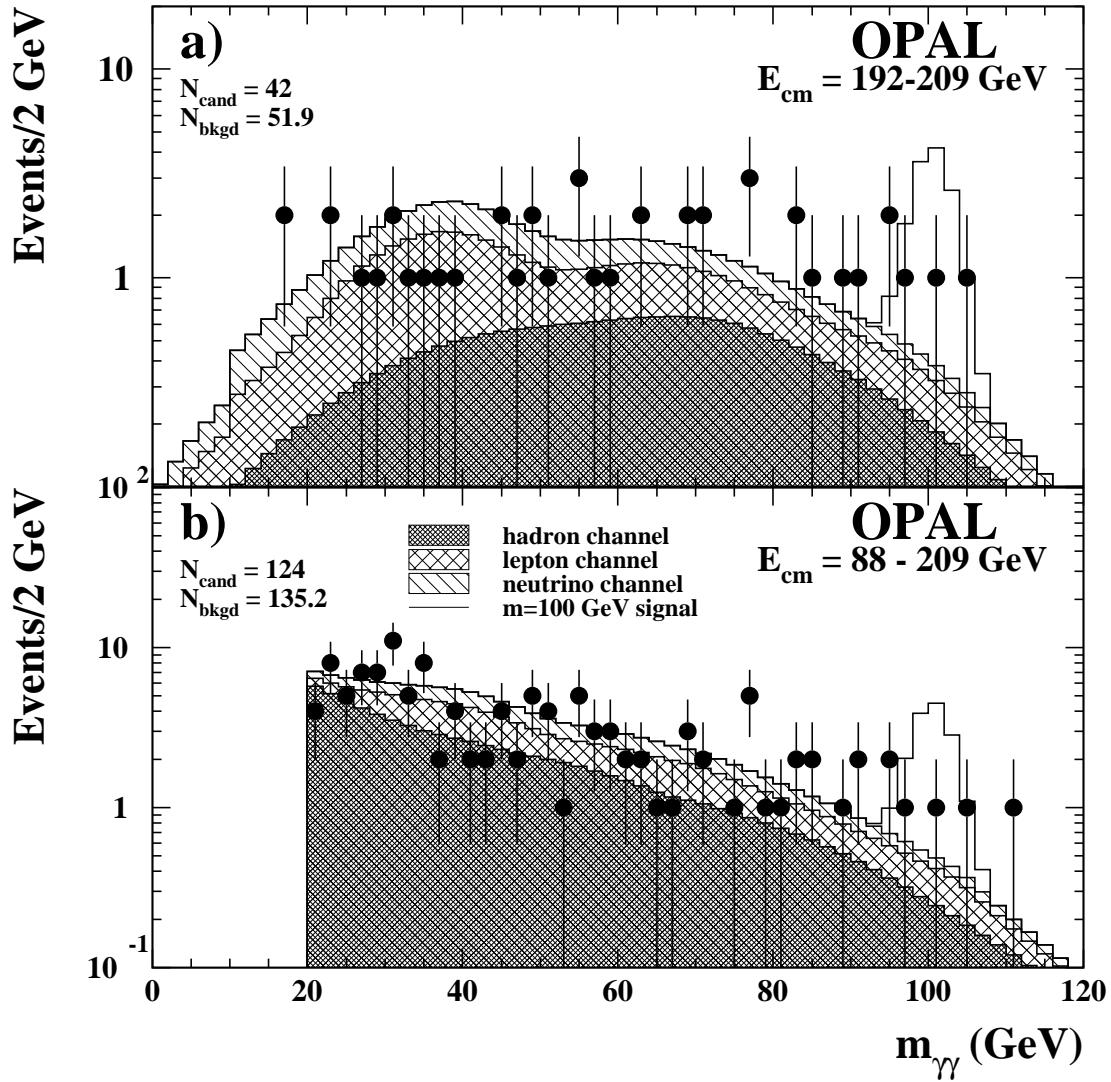 a)
OPAL
E_cm = 192-209 GeV
N_cand = 42
N_bkgd = 51.9
Events/2 GeV
10
1
10 2
b)
OPAL
E_cm = 88 - 209 GeV
N_cand = 124
N_bkgd = 135.2
hadron channel
lepton channel
neutrino channel
m=100 GeV signal
Events/2 GeV
10
1
10 -1
0 20 40 60 80 100 120
m_γγ (GeV)